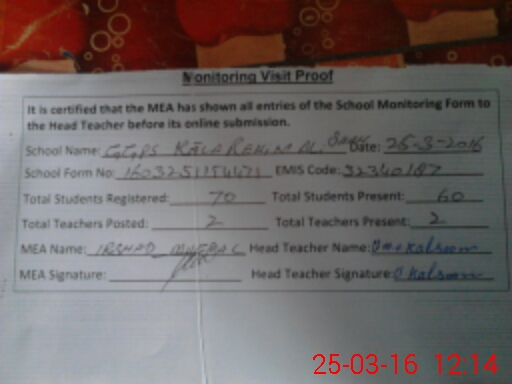 Monitoring Visit Proof
It is certified that the MEA has shown all entries of the School Monitoring Form to
the Head Teacher before its online submission.
School Name: Date: 25-3-2016
School Form No: EMIS Code: 32340187
Total Students Registered: 70 Total Students Present: 60
Total Teachers Posted: 2 Total Teachers Present: 2
MEA Name: IRSHAD Head Teacher Name:
MEA Signature: Head Teacher Signature: Kalsoom
25-03-16 12:14